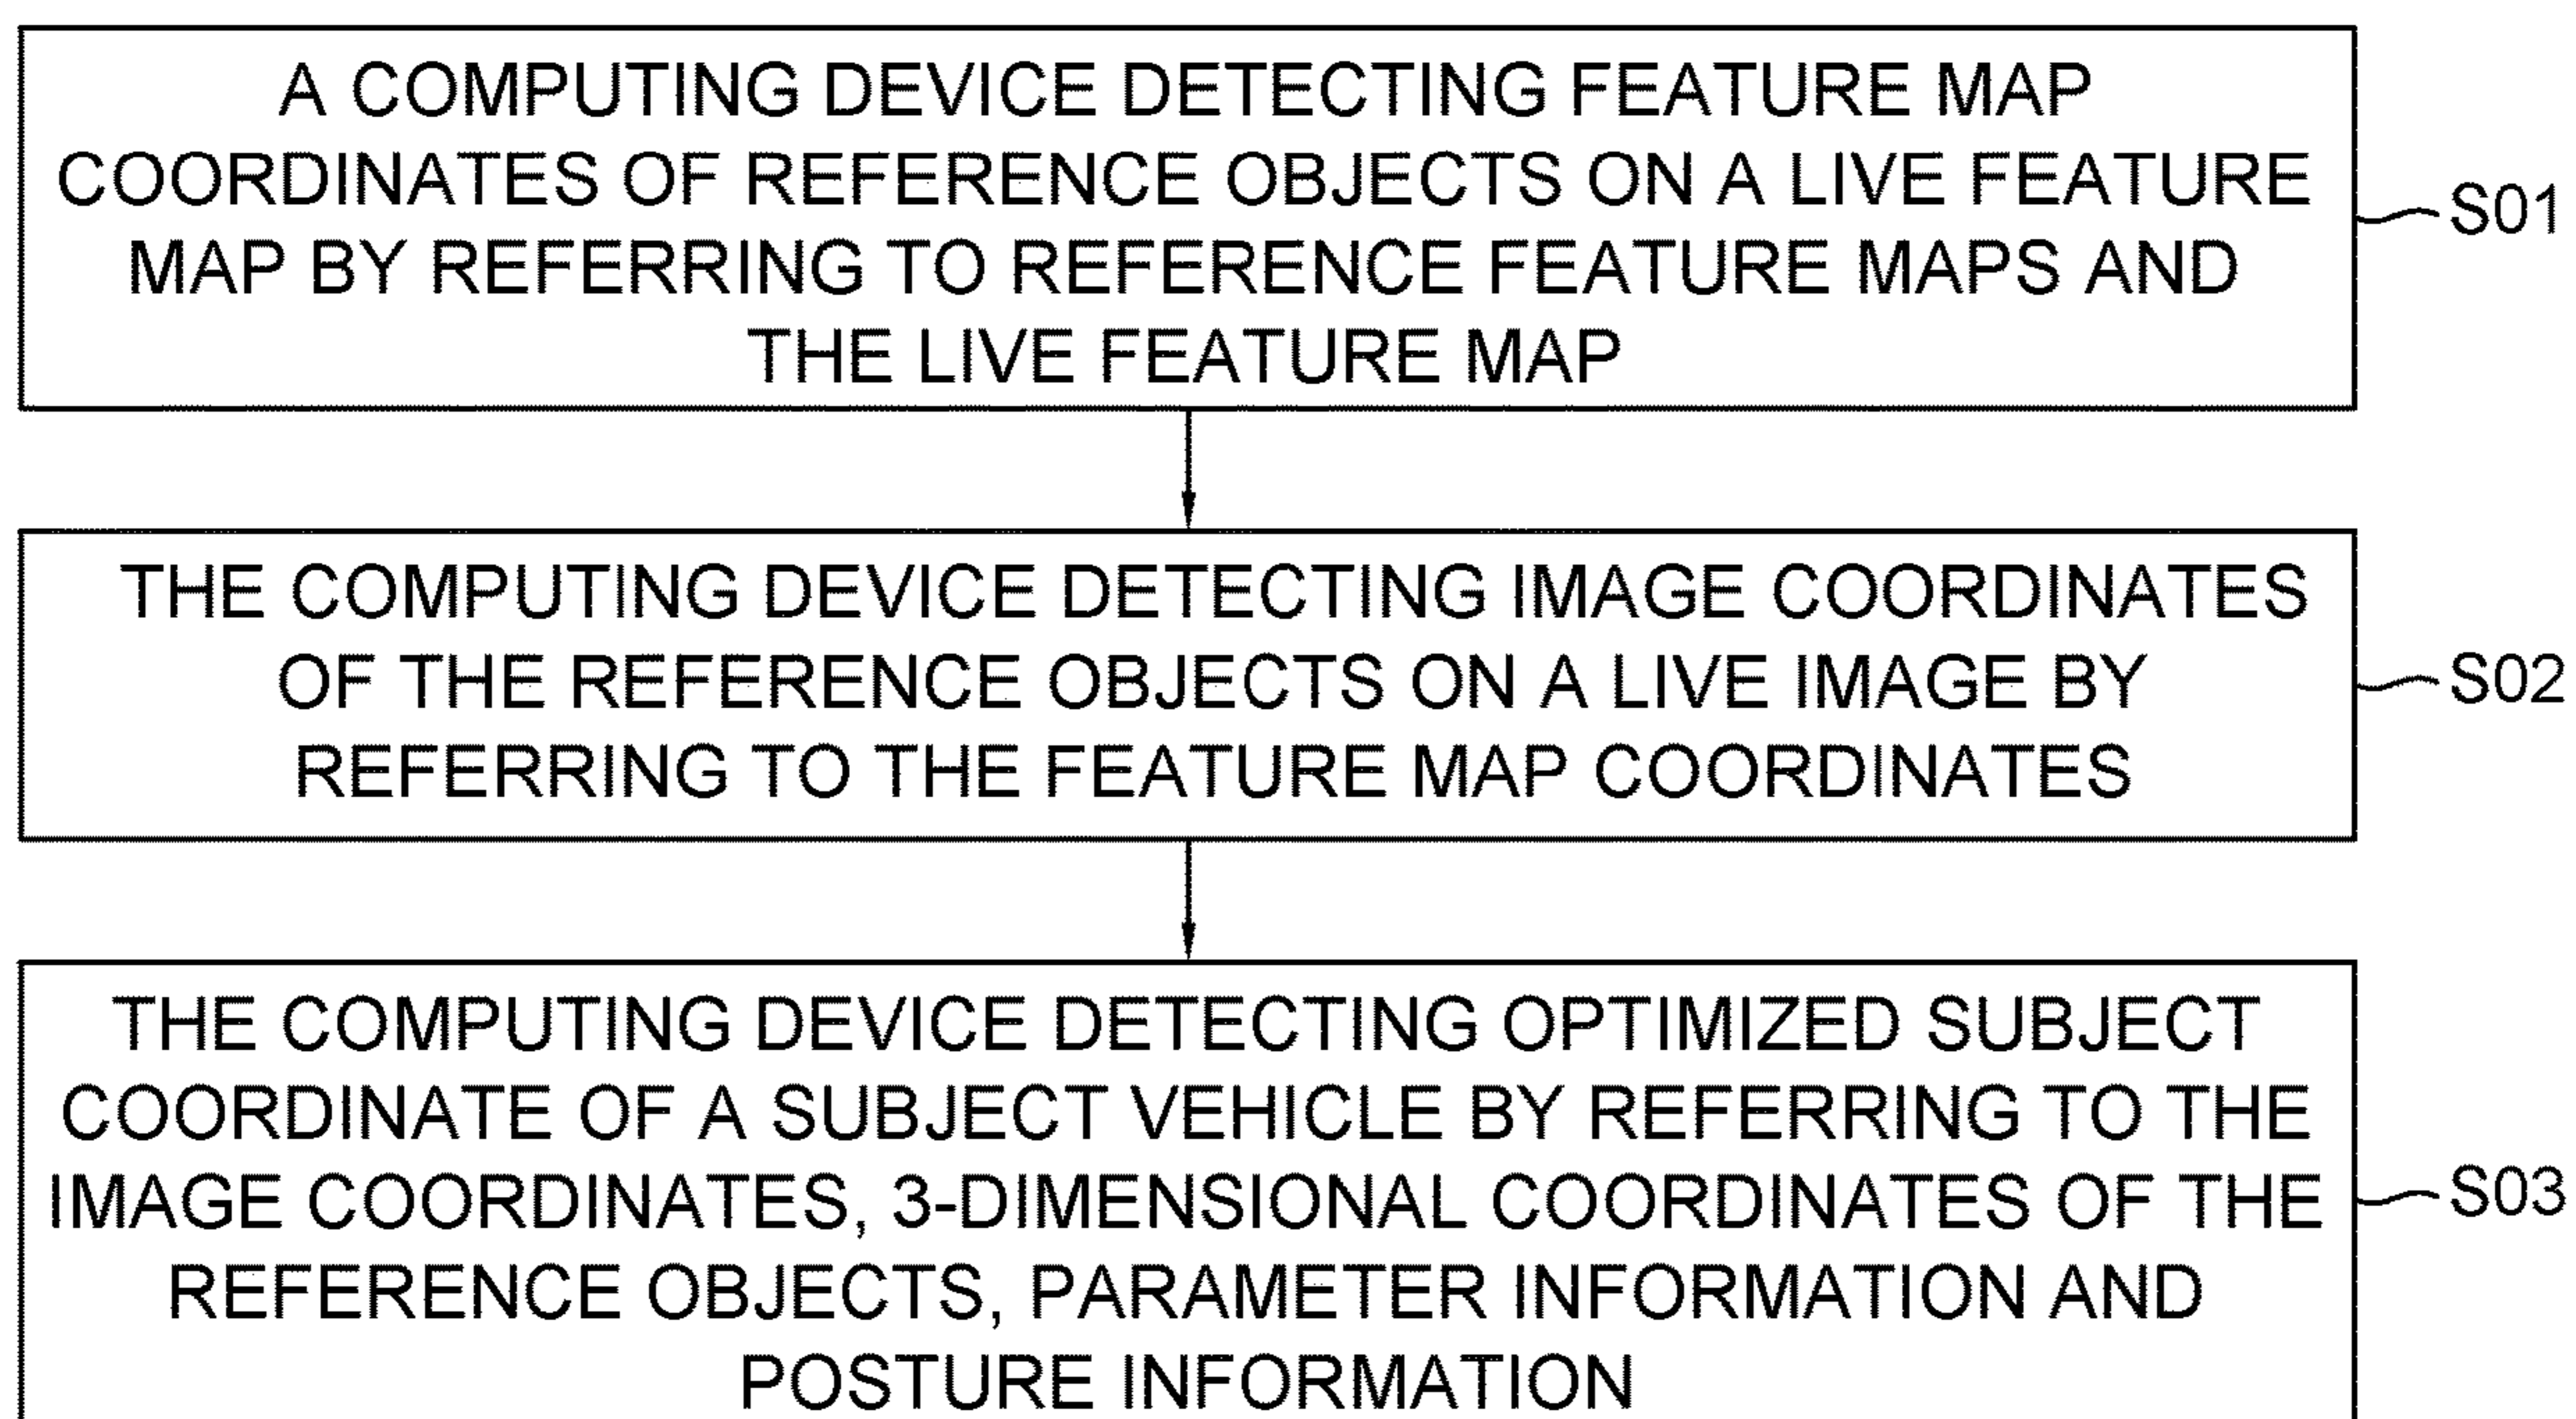 A COMPUTING DEVICE DETECTING FEATURE MAP
COORDINATES OF REFERENCE OBJECTS ON A LIVE FEATURE
MAP BY REFERRING TO REFERENCE FEATURE MAPS AND
THE LIVE FEATURE MAP
S01
THE COMPUTING DEVICE DETECTING IMAGE COORDINATES
OF THE REFERENCE OBJECTS ON A LIVE IMAGE BY
REFERRING TO THE FEATURE MAP COORDINATES
S02
THE COMPUTING DEVICE DETECTING OPTIMIZED SUBJECT
COORDINATE OF A SUBJECT VEHICLE BY REFERRING TO THE
IMAGE COORDINATES, 3-DIMENSIONAL COORDINATES OF THE
REFERENCE OBJECTS, PARAMETER INFORMATION AND
POSTURE INFORMATION
S03